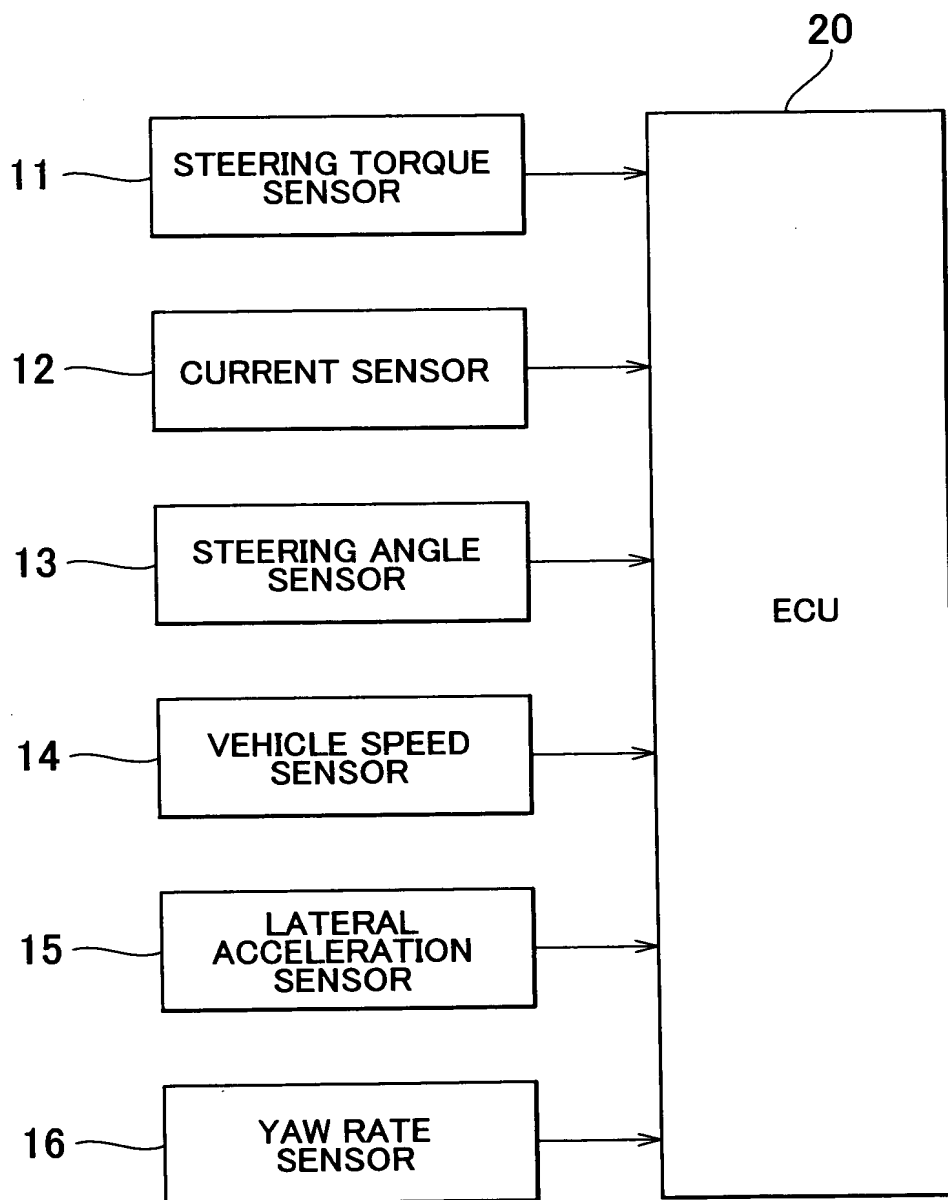 20
11
STEERING TORQUE
SENSOR
12
CURRENT SENSOR
13
STEERING ANGLE
SENSOR
ECU
14
VEHICLE SPEED
SENSOR
15
LATERAL
ACCELERATION
SENSOR
16
YAW RATE
SENSOR